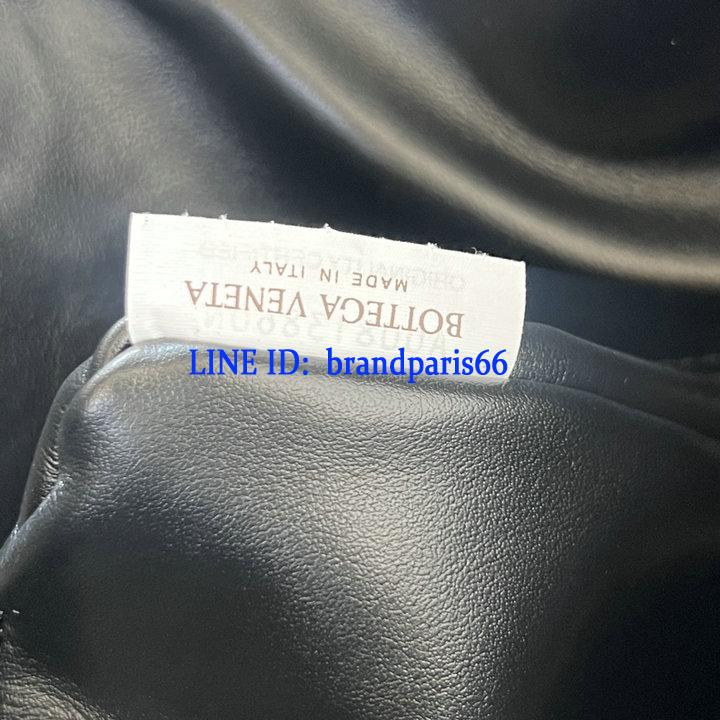 BOTTEGA VENETA
MADE IN ITALY
LINE ID: brandparis66